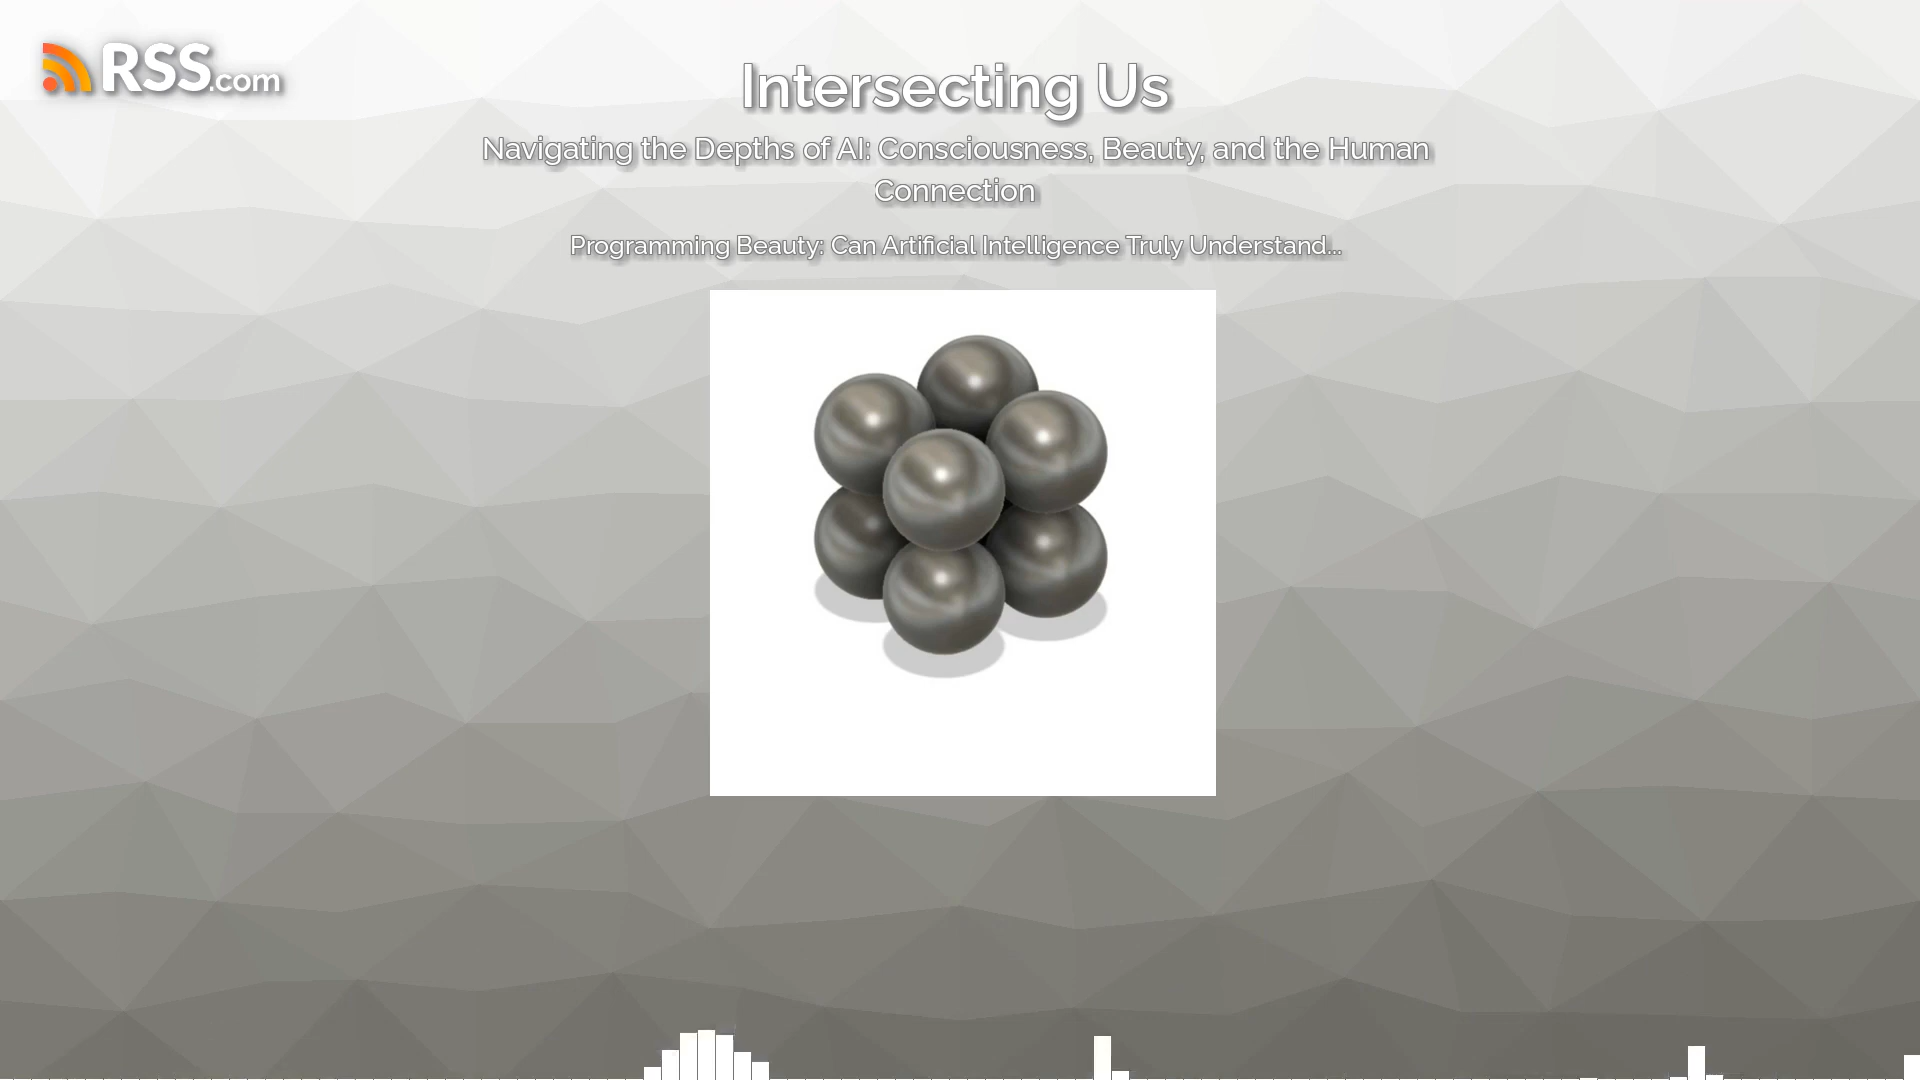 RSS.com
Intersecting Us
Navigating the Depths of AI: Consciousness, Beauty, and the Human
Connection
Programming Beauty: Can Artificial Intelligence Truly Understand...